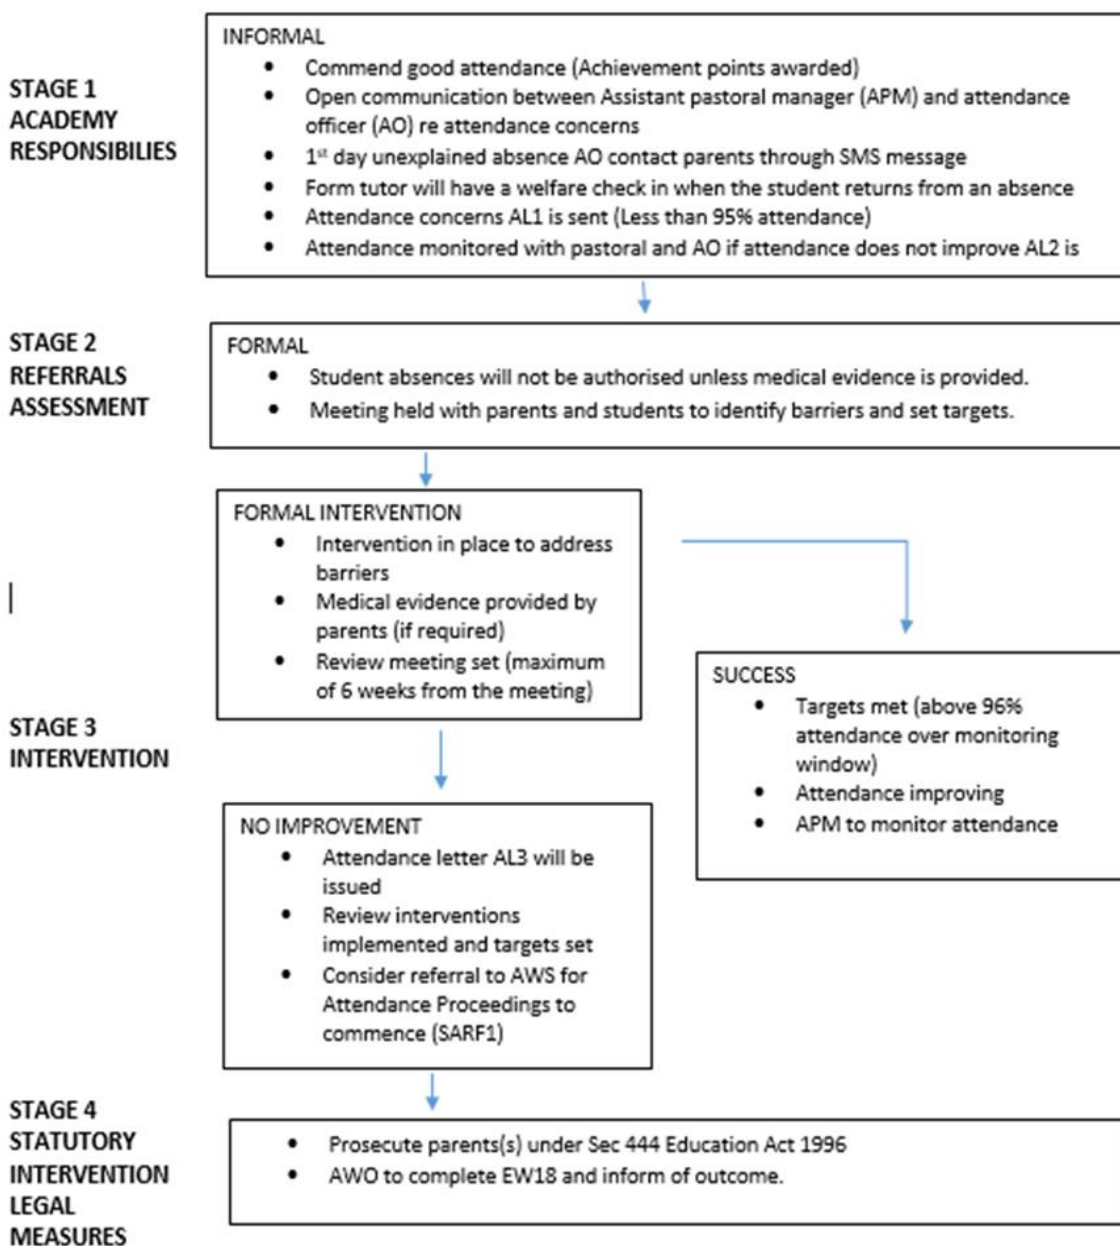 STAGE 1
ACADEMY
RESPONSIBILIES
INFORMAL
• Commend good attendance (Achievement points awarded)
• Open communication between Assistant pastoral manager (APM) and attendance
officer (AO) re attendance concerns
• 1st day unexplained absence AO contact parents through SMS message
• Form tutor will have a welfare check in when the student returns from an absence
• Attendance concerns AL1 is sent (Less than 95% attendance)
• Attendance monitored with pastoral and AO if attendance does not improve AL2 is
STAGE 2
REFERRALS
ASSESSMENT
FORMAL
• Student absences will not be authorised unless medical evidence is provided.
• Meeting held with parents and students to identify barriers and set targets.
STAGE 3
INTERVENTION
FORMAL INTERVENTION
• Intervention in place to address
barriers
• Medical evidence provided by
parents (if required)
• Review meeting set (maximum
of 6 weeks from the meeting)
SUCCESS
• Targets met (above 96%
attendance over monitoring
window)
• Attendance improving
• APM to monitor attendance
NO IMPROVEMENT
• Attendance letter AL3 will be
issued
• Review interventions
implemented and targets set
• Consider referral to AWS for
Attendance Proceedings to
commence (SARF1)
STAGE 4
STATUTORY
INTERVENTION
LEGAL
MEASURES
• Prosecute parents(s) under Sec 444 Education Act 1996
• AWO to complete EW18 and inform of outcome.